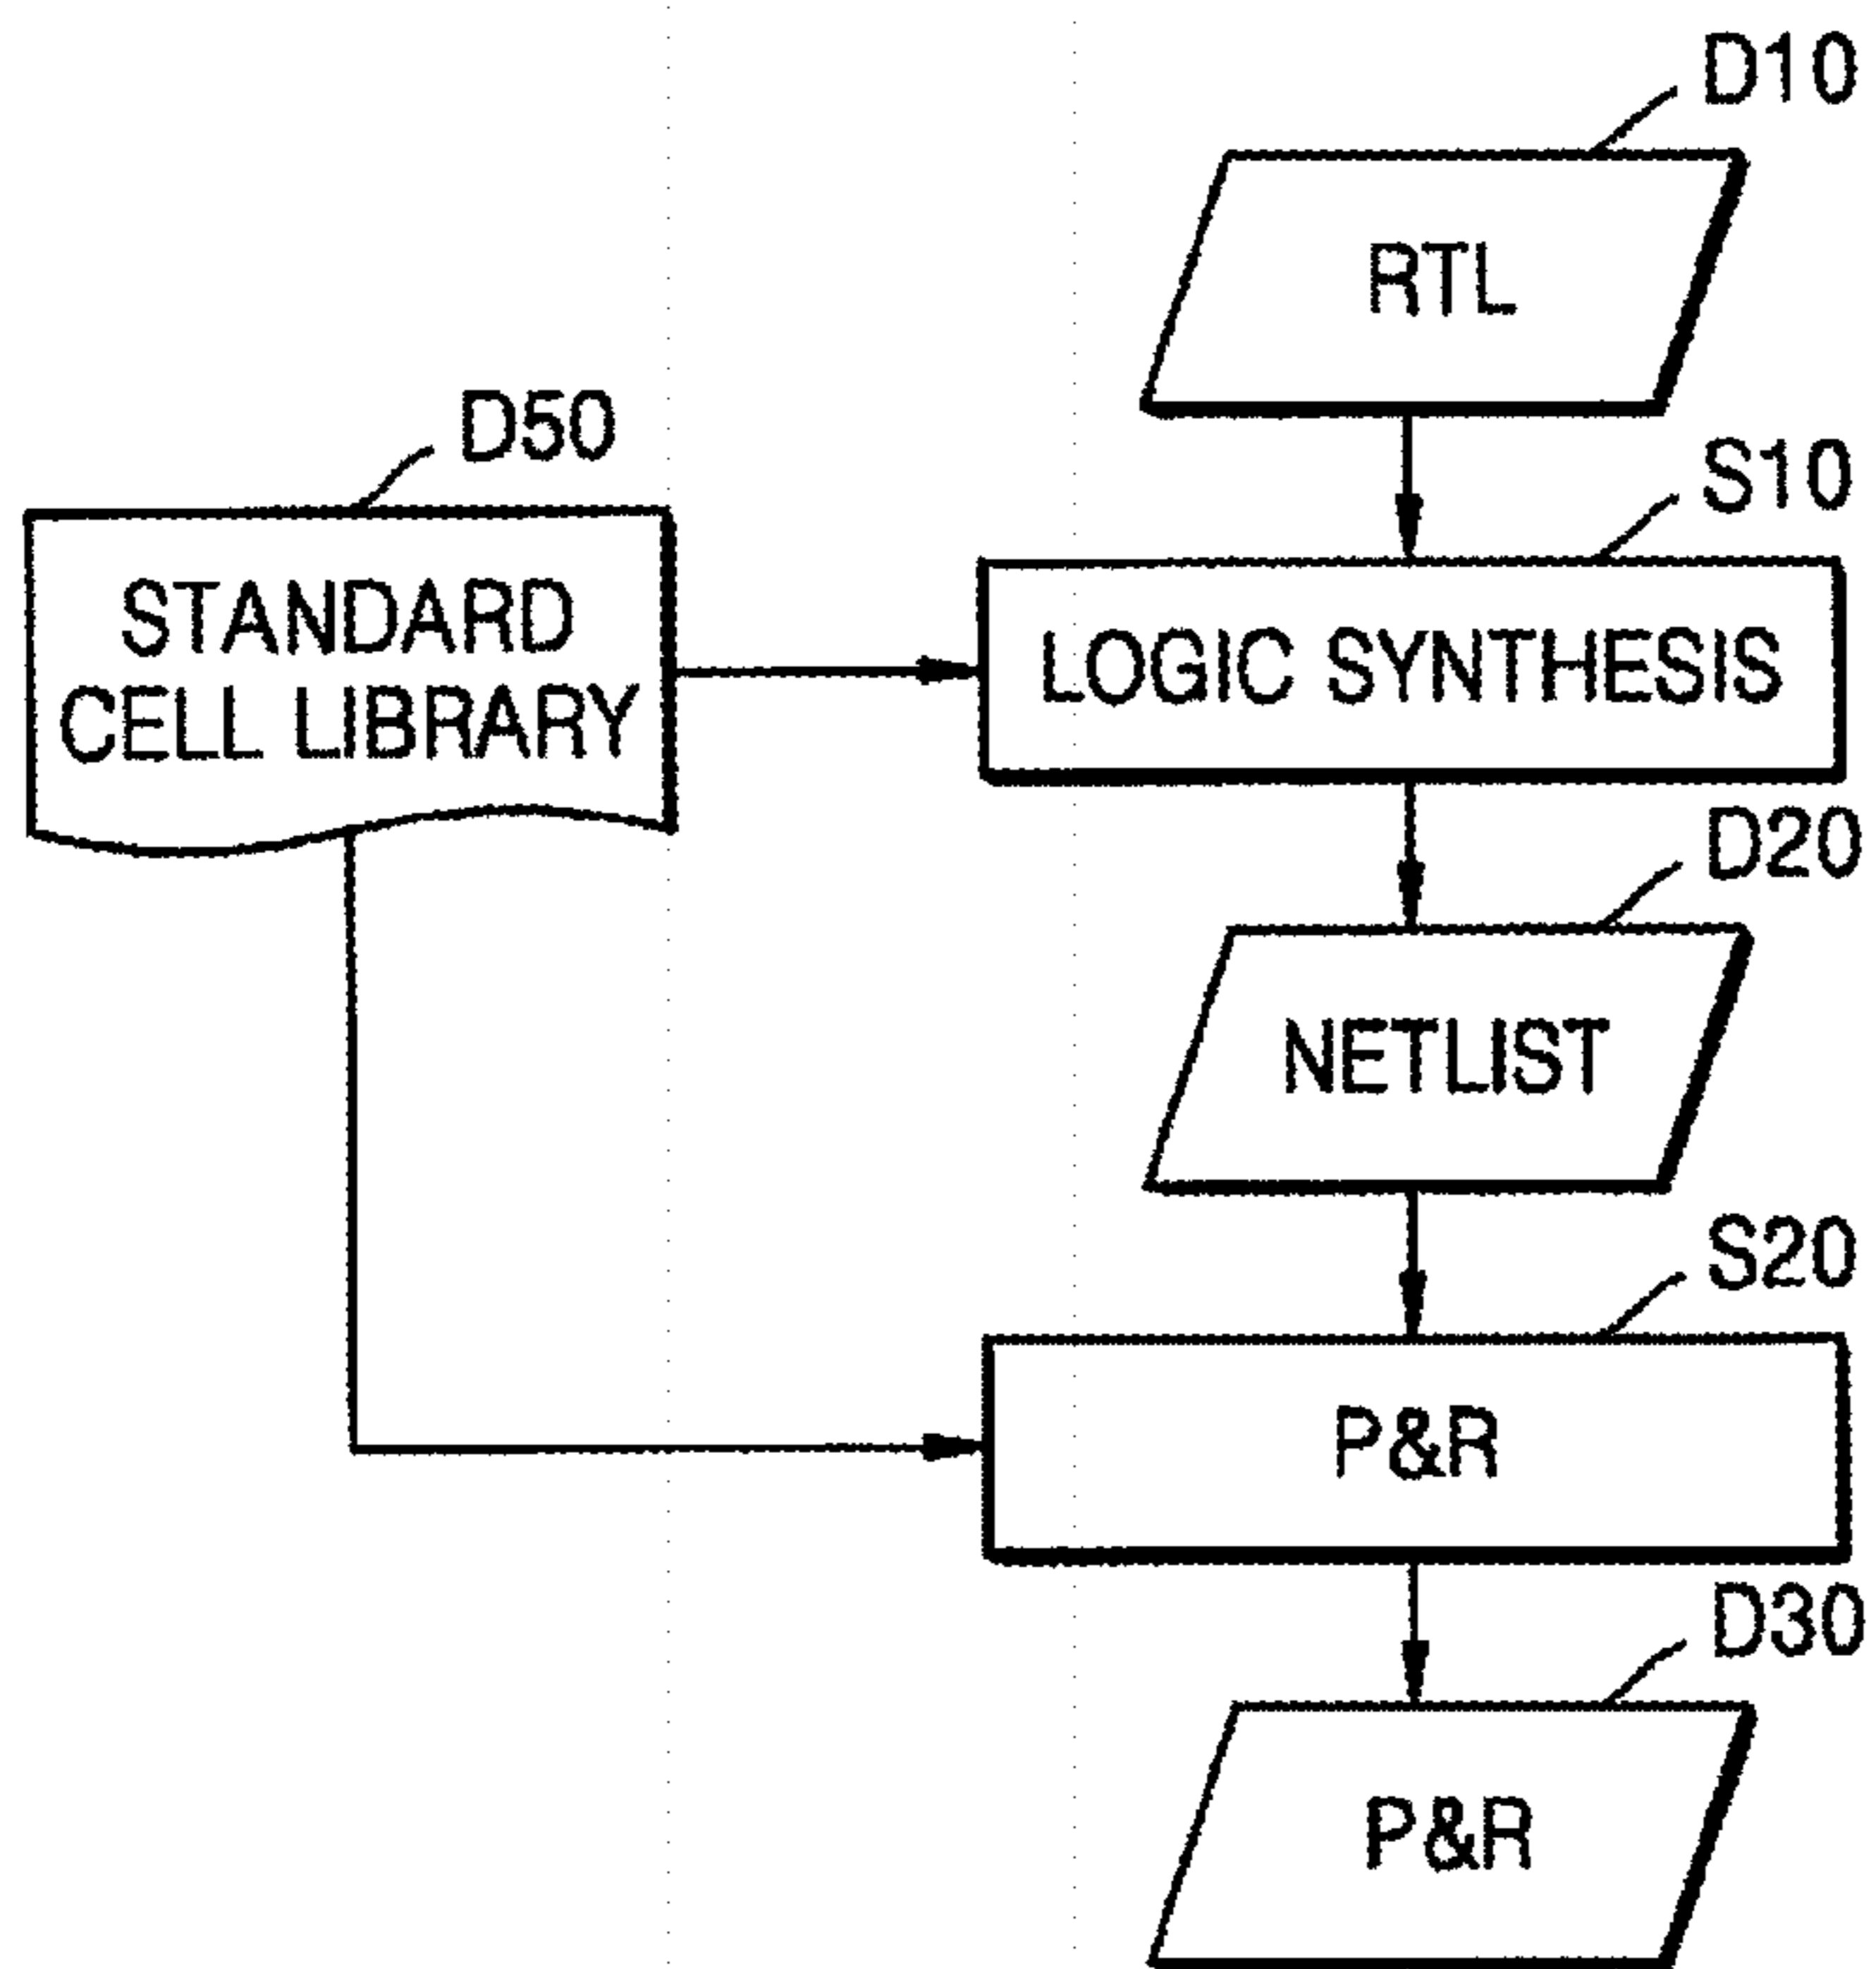 D10
RTL
D50
S10
STANDARD
CELL LIBRARY
LOGIC SYNTHESIS
D20
NETLIST
S20
P&R
D30
P&R